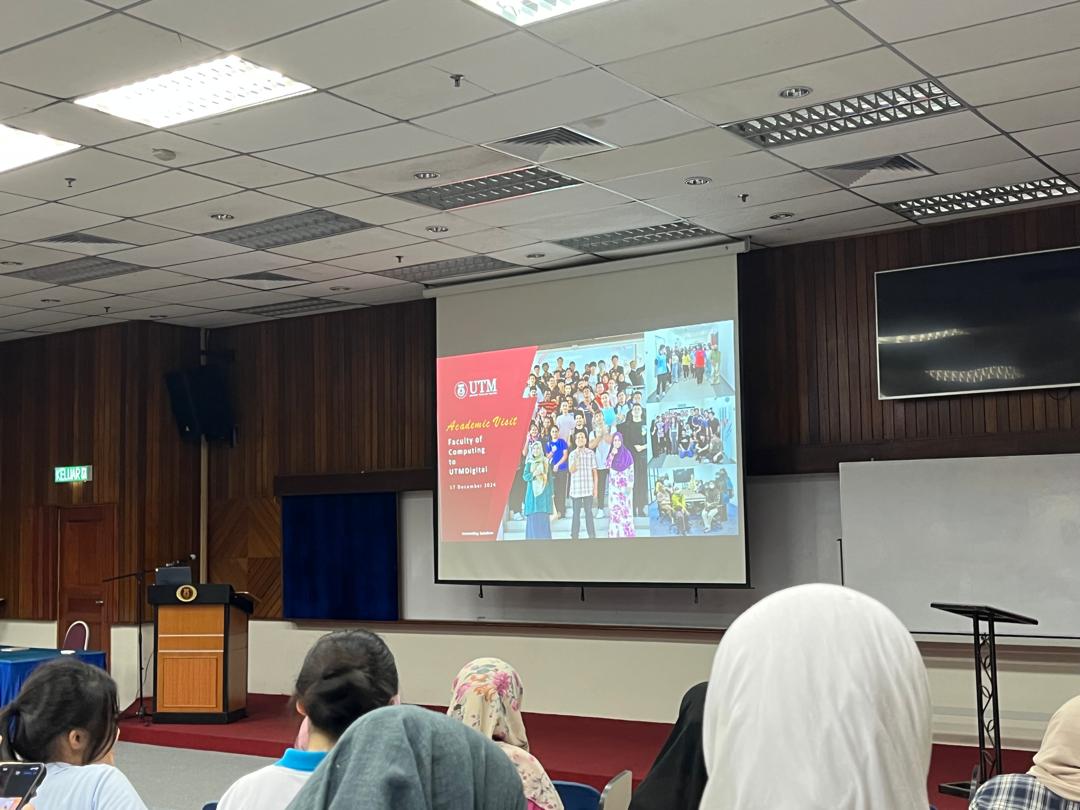 UTM
Academic Visit
Faculty of
Computing
to
UTMDigital
17 December 2024
KELUAR